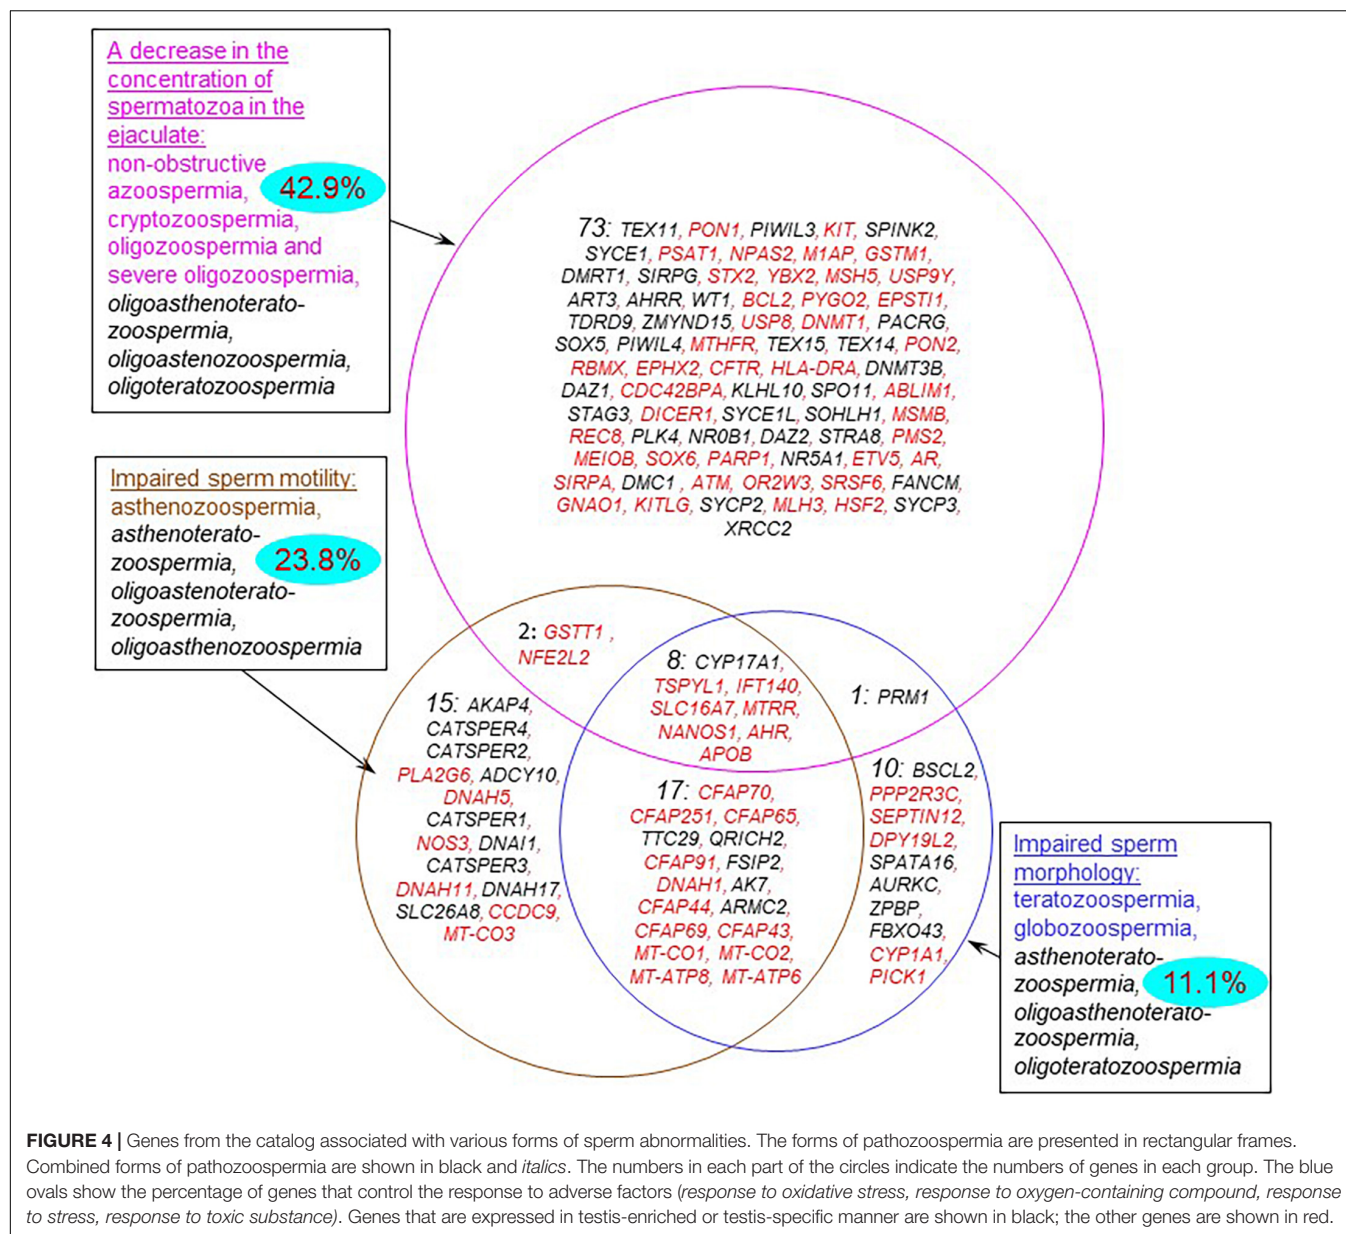 A decrease in the
concentration of
spermatozoa in the
ejaculate:
non-obstructive
azoospermia,
cryptozoospermia,
oligozoospermia and
severe oligozoospermia,
oligoasthenoterato-
zoospermia,
oligoastenozoospermia,
oligoteratozoospermia
42.9%
73: TEX11, PON1, PIWIL3, KIT, SPINK2,
SYCE1, PSAT1, NPAS2, M1AP, GSTM1,
DMRT1, SIRPG, STX2, YBX2, MSH5, USP9Y,
ART3, AHRR, WT1, BCL2, PYGO2, EPSTI1,
TDRD9, ZMYND15, USP8, DNMT1, PACRG,
SOX5, PIWIL4, MTHFR, TEX15, TEX14, PON2,
RBMX, EPHX2, CFTR, HLA-DRA, DNMT3B,
DAZ1, CDC42BPA, KLHL10, SPO11, ABLIM1,
STAG3, DICER1, SYCE1L, SOHLH1, MSMB,
REC8, PLK4, NR0B1, DAZ2, STRA8, PMS2,
MEIOB, SOX6, PARP1, NR5A1, ETV5, AR,
SIRPA, DMC1 , ATM, OR2W3, SRSF6, FANCM,
GNAO1, KITLG, SYCP2, MLH3, HSF2, SYCP3,
XRCC2
Impaired sperm motility:
asthenozoospermia,
asthenoterato-
zoospermia,
oligoastenoterato-
zoospermia,
oligoasthenozoospermia
23.8%
2: GSTT1 ,
NFE2L2
8: CYP17A1,
TSPYL1, IFT140,
SLC16A7, MTRR,
NANOS1, AHR,
APOB
1: PRM1
15: AKAP4,
CATSPER4,
CATSPER2,
PLA2G6, ADCY10,
DNAH5,
CATSPER1,
NOS3, DNAI1,
CATSPER3,
DNAH11, DNAH17,
SLC26A8, CCDC9,
MT-CO3
17: CFAP70,
CFAP251, CFAP65,
TTC29, QRICH2,
CFAP91, FSIP2,
DNAH1, AK7,
CFAP44, ARMC2,
CFAP69, CFAP43,
MT-CO1, MT-CO2,
MT-ATP8, MT-ATP6
10: BSCL2,
PPP2R3C,
SEPTIN12,
DPY19L2,
SPATA16,
AURKC,
ZPBP,
FBXO43,
CYP1A1,
PICK1
Impaired sperm
morphology:
teratozoospermia,
globozoospermia,
asthenoterato-
zoospermia,
oligoasthenoterato-
zoospermia,
oligoteratozoospermia
11.1%
FIGURE 4 | Genes from the catalog associated with various forms of sperm abnormalities. The forms of pathozoospermia are presented in rectangular frames.
Combined forms of pathozoospermia are shown in black and italics. The numbers in each part of the circles indicate the numbers of genes in each group. The blue
ovals show the percentage of genes that control the response to adverse factors (response to oxidative stress, response to oxygen-containing compound, response
to stress, response to toxic substance). Genes that are expressed in testis-enriched or testis-specific manner are shown in black; the other genes are shown in red.